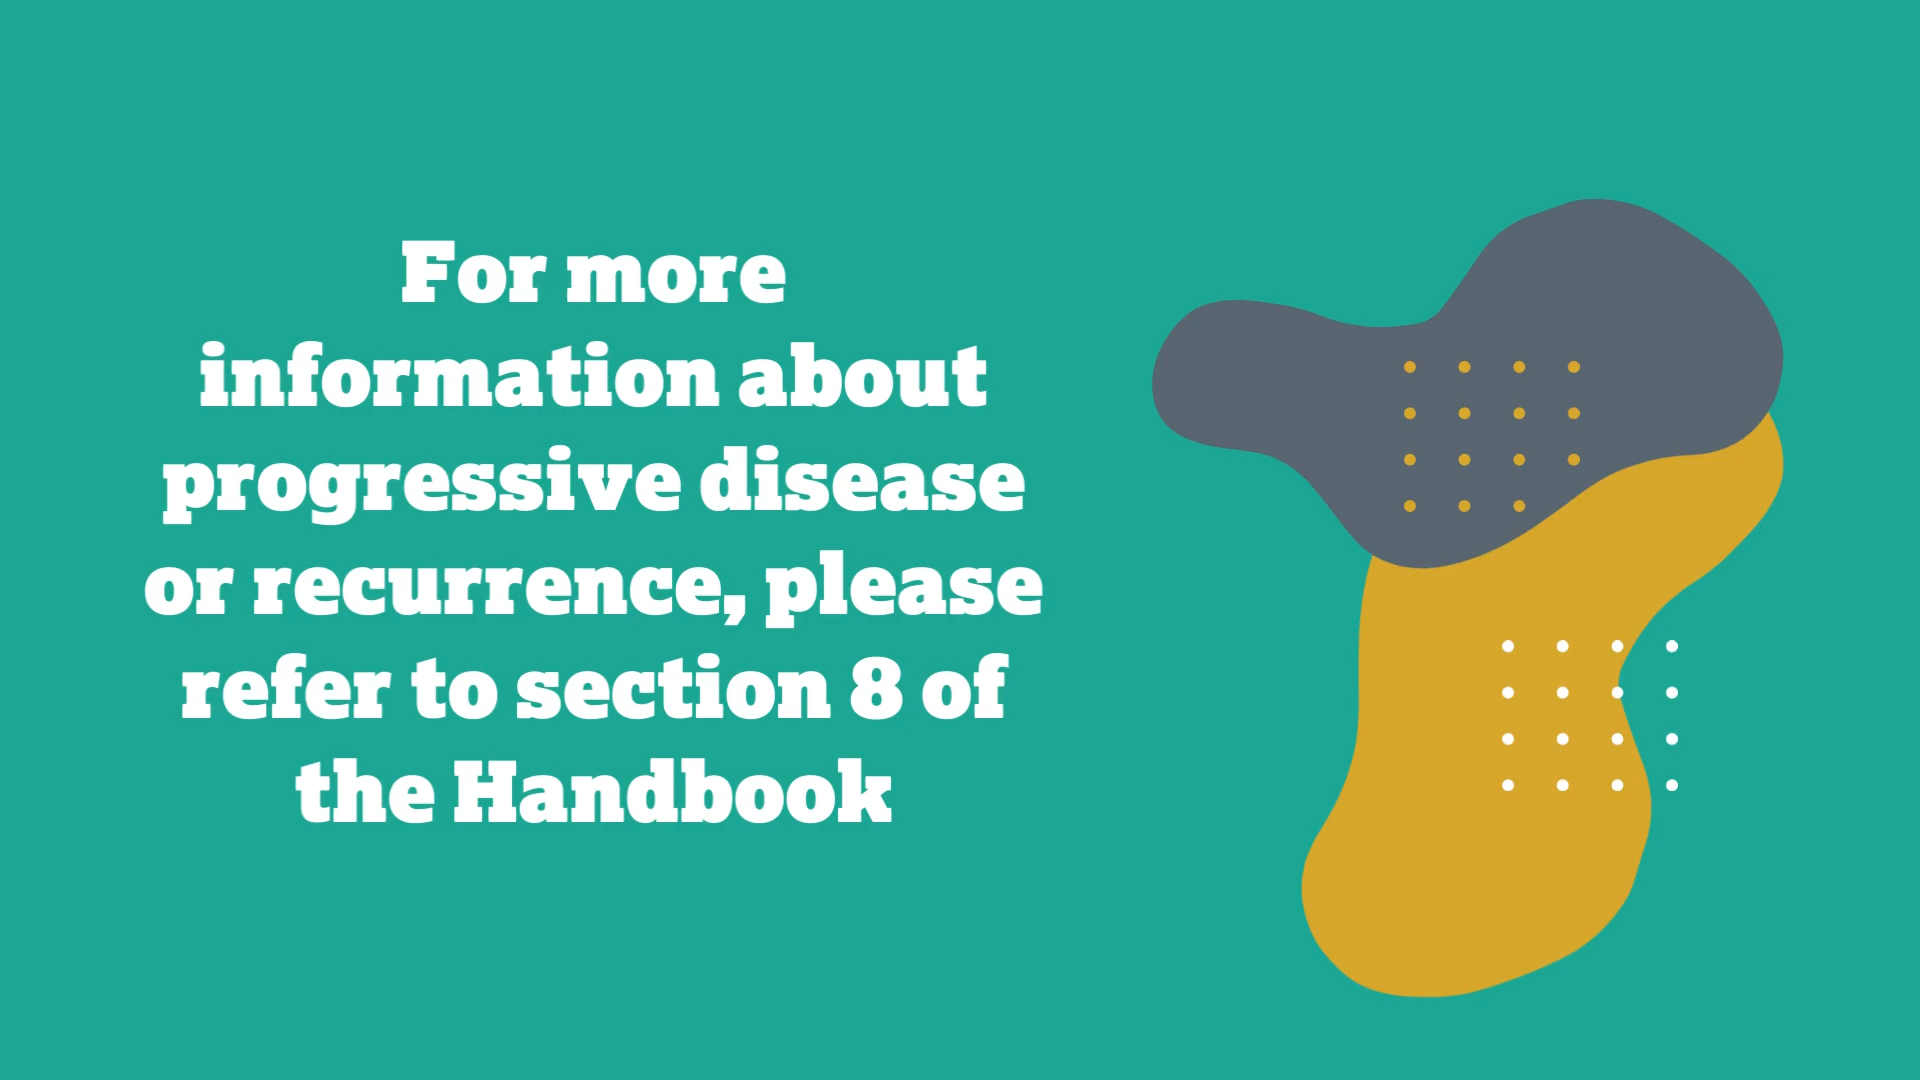 For more
information about
progressive disease
or recurrence, please
refer to section 8 of
the Handbook